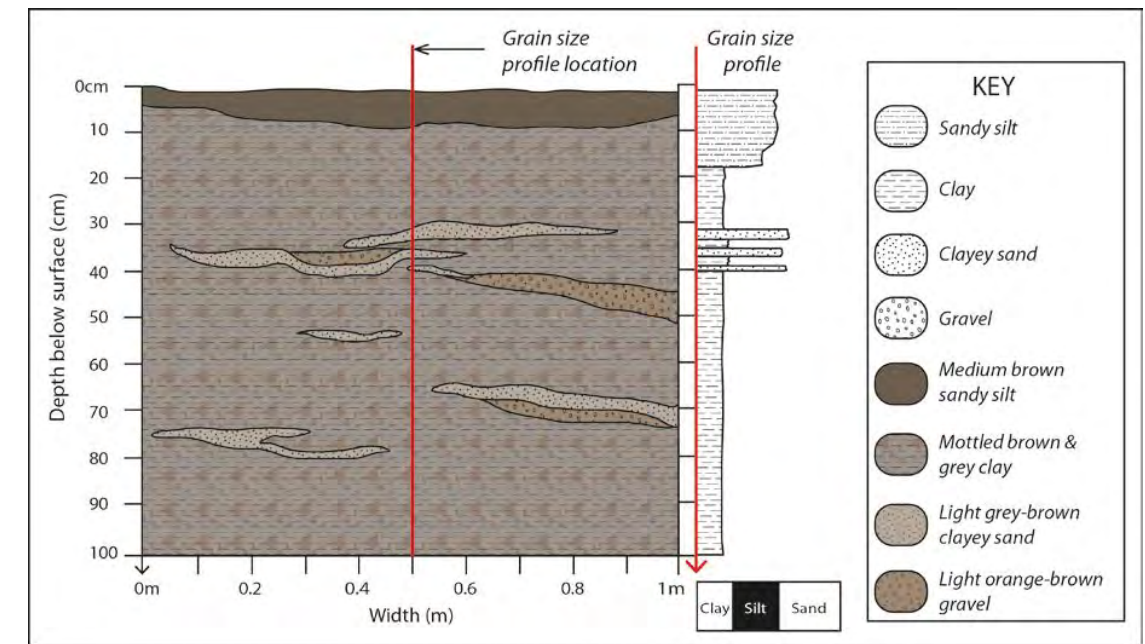 Grain size
profile location
Grain size
profile
0cm
10
20
30
40
50
60
70
80
90
100
Depth below surface (cm)
0m
0.2
0.4
0.6
0.8
1m
Width (m)
Clay
Silt
Sand
KEY
Sandy silt
Clay
Clayey sand
Gravel
Medium brown
sandy silt
Mottled brown &
grey clay
Light grey-brown
clayey sand
Light orange-brown
gravel